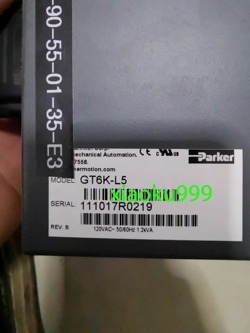 -90-55-01-35-E3
Mechanical Automation.
7558.
Parker
MODEL: GT6K-L5
xiaoku999
SERIAL: 111017R0219
REV. B 120VAC~ 50/60Hz 1.2kVA.